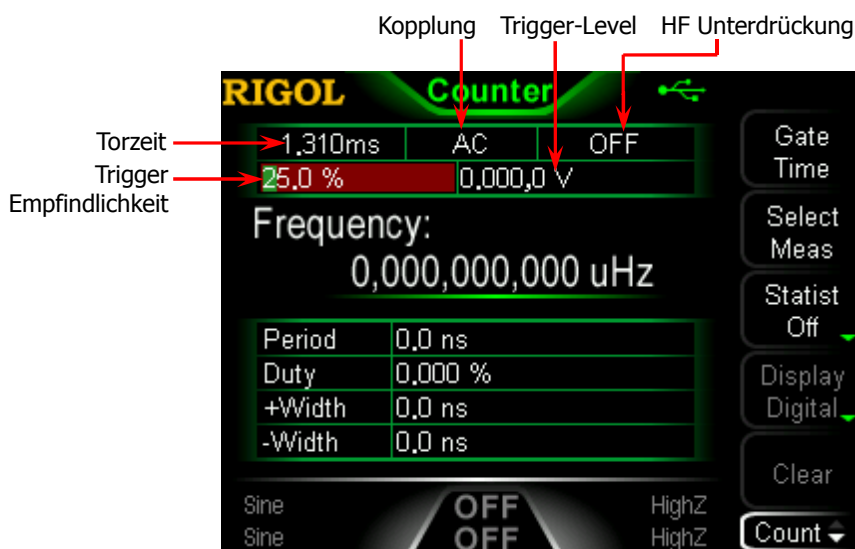 Kopplung Trigger-Level HF Unterdrückung
RIGOL Counter
Torzeit 1.310ms AC OFF
Trigger Empfindlichkeit 25.0 % 0.000,0 V
Frequency:
0,000,000,000 uHz
Period 0.0 ns
Duty 0.000 %
+Width 0.0 ns
-Width 0.0 ns
Sine OFF HighZ
Sine OFF HighZ
Gate
Time
Select
Meas
Statist
Off
Display
Digital
Clear
Count